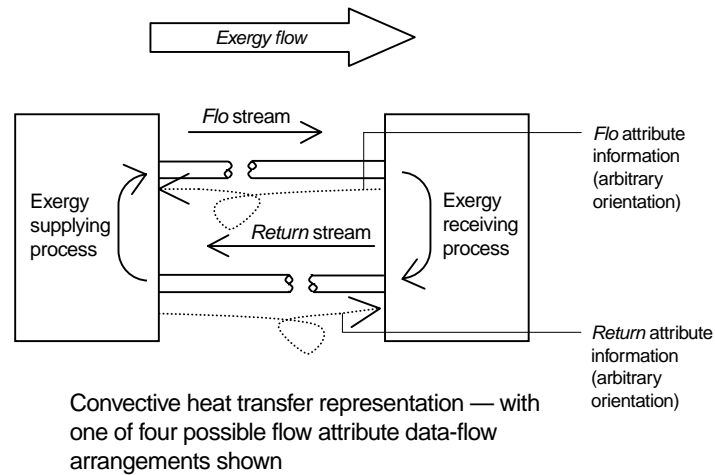 Exergy flow
Flo stream
Flo attribute
information
(arbitrary
orientation)
Exergy
supplying
process
Exergy
receiving
process
Return stream
Return attribute
information
(arbitrary
orientation)
Convective heat transfer representation — with
one of four possible flow attribute data-flow
arrangements shown